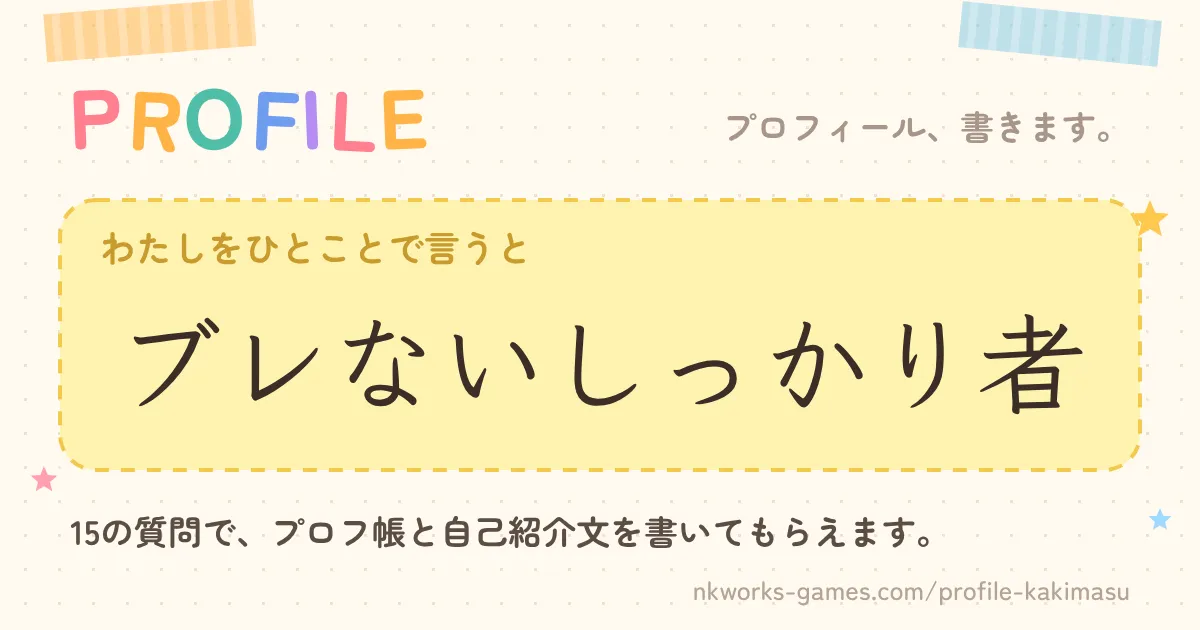 PROFILE
プロフィール、書きます。
わたしをひとことで言うと
ブレないしっかり者
15の質問で、プロフ帳と自己紹介文を書いてもらえます。
nkworks-games.com/profile-kakimasu